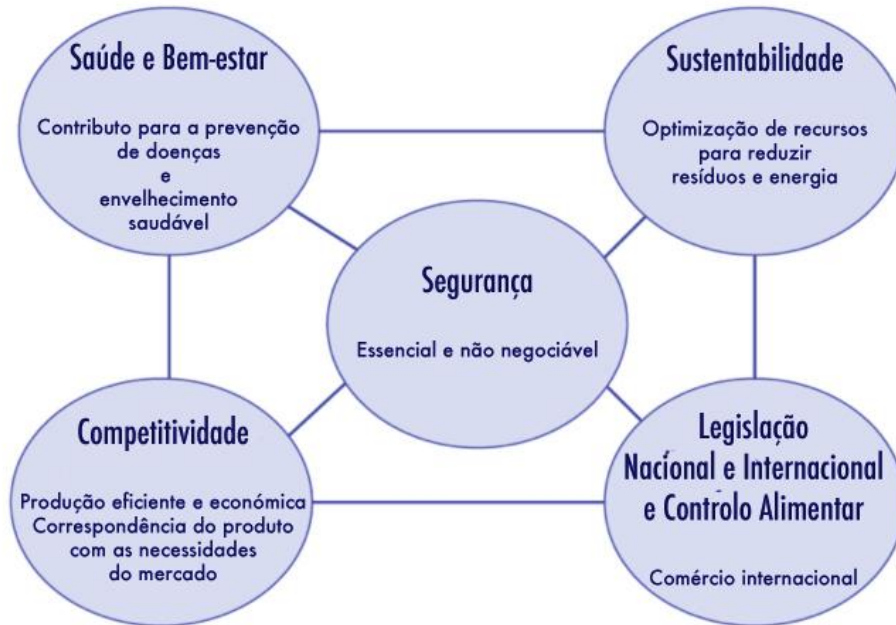 Saúde e Bem-estar
Contributo para a prevenção
de doenças
e
envelhecimento
saudável
Sustentabilidade
Optimização de recursos
para reduzir
resíduos e energia
Segurança
Essencial e não negociável
Competitividade
Produção eficiente e económica
Correspondência do produto
com as necessidades
do mercado
Legislação
Nacional e Internacional
e Controlo Alimentar
Comércio internacional